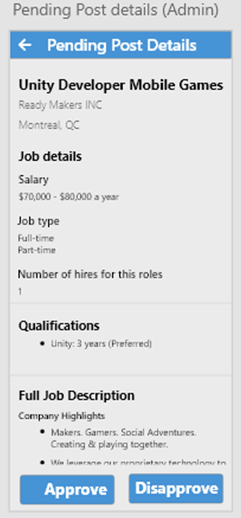 Pending Post details (Admin)
Pending Post Details
Unity Developer Mobile Games
Ready Makers INC
Montreal, QC
Job details
Salary
$70,000 - $80,000 a year
Job type
Full-time
Part-time
Number of hires for this roles
1
Qualifications
Unity: 3 years (Preferred)
Full Job Description
Company Highlights
Makers. Gamers. Social Adventures.
Creating & playing together.
We leverage our proprietary technology to
Approve Disapprove